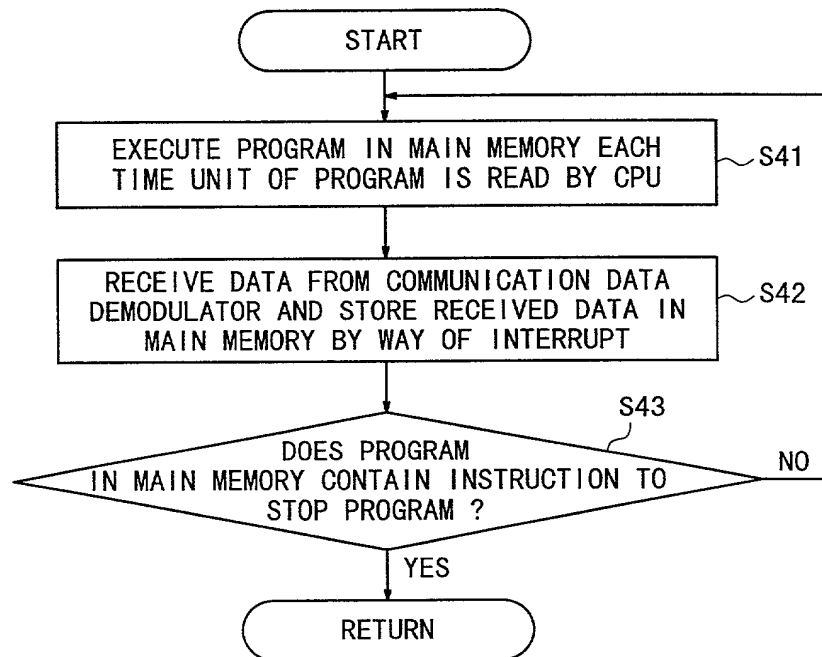 START
EXECUTE PROGRAM IN MAIN MEMORY EACH
TIME UNIT OF PROGRAM IS READ BY CPU
S41
RECEIVE DATA FROM COMMUNICATION DATA
DEMODULATOR AND STORE RECEIVED DATA IN
MAIN MEMORY BY WAY OF INTERRUPT
S42
S43
DOES PROGRAM
IN MAIN MEMORY CONTAIN INSTRUCTION TO
STOP PROGRAM ?
NO
YES
RETURN